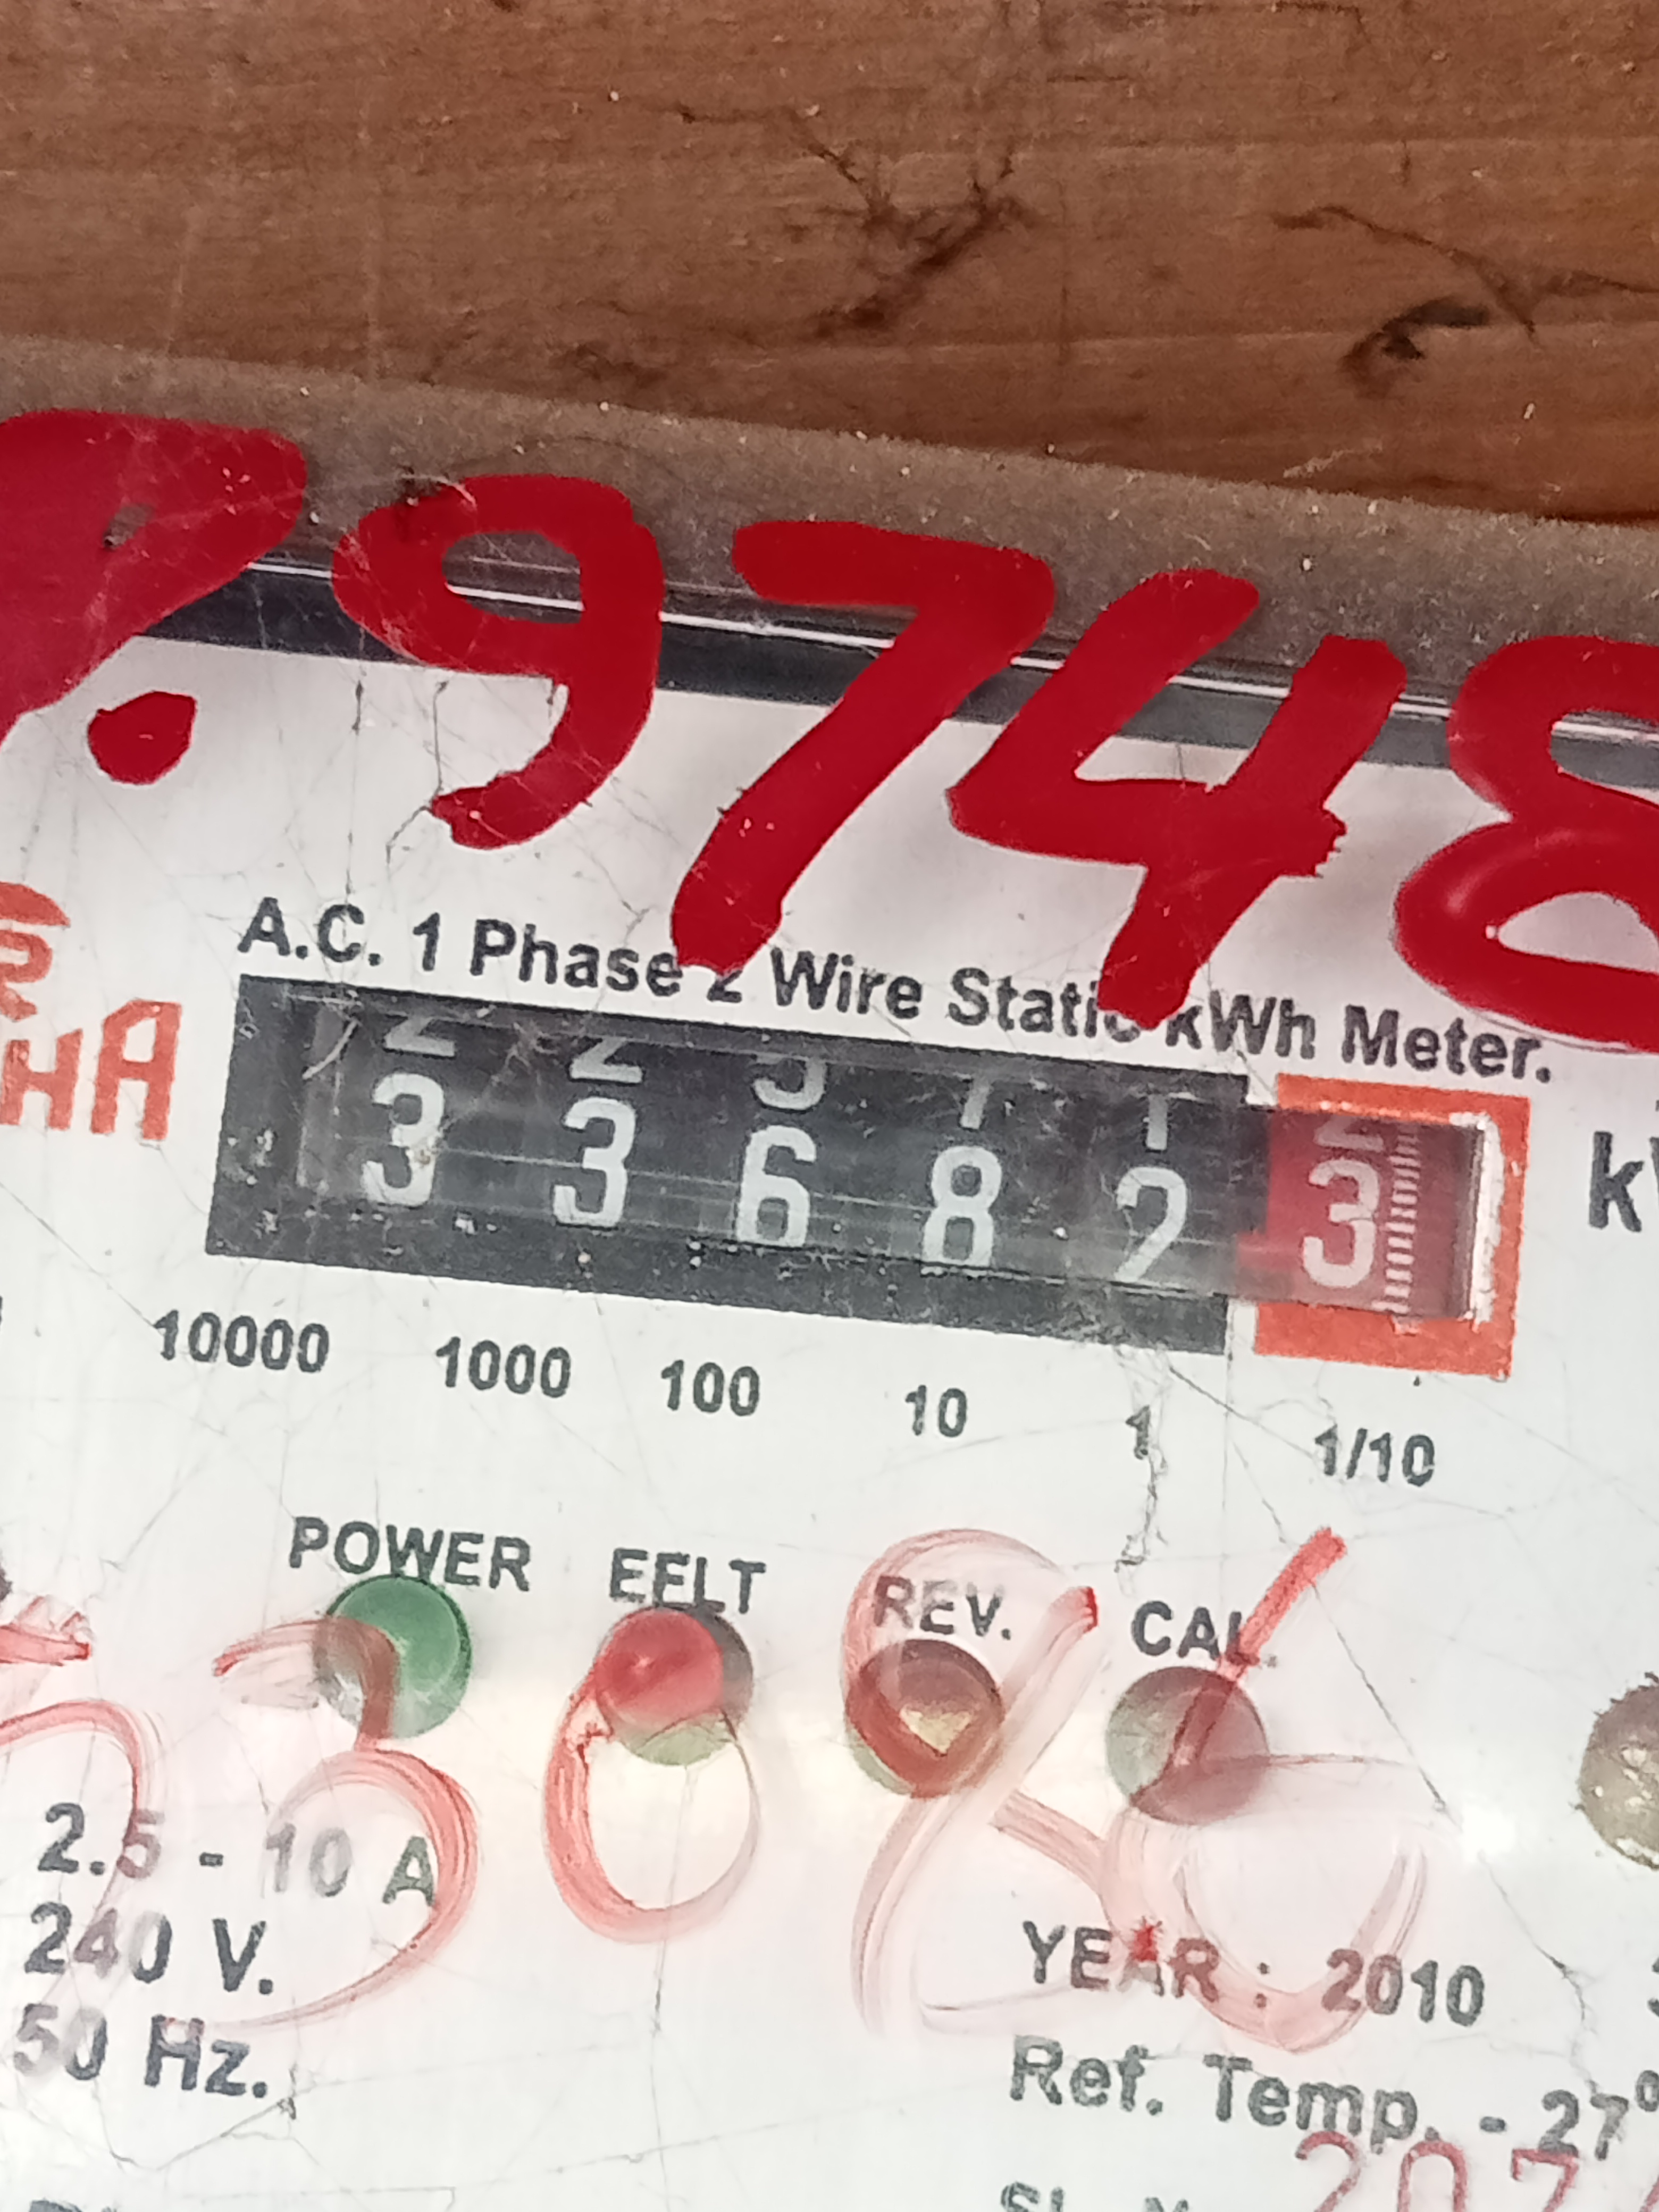 9748
A.C. 1 Phase 2 Wire Static kWh Meter.
HA
3 3 6 8 2 3
10000 1000 100 10 1 1/10
POWER EELT REV. CAL.
2.5 - 10 A
240 V.
50 Hz.
YEAR : 2010
Ref. Temp. - 27°
207